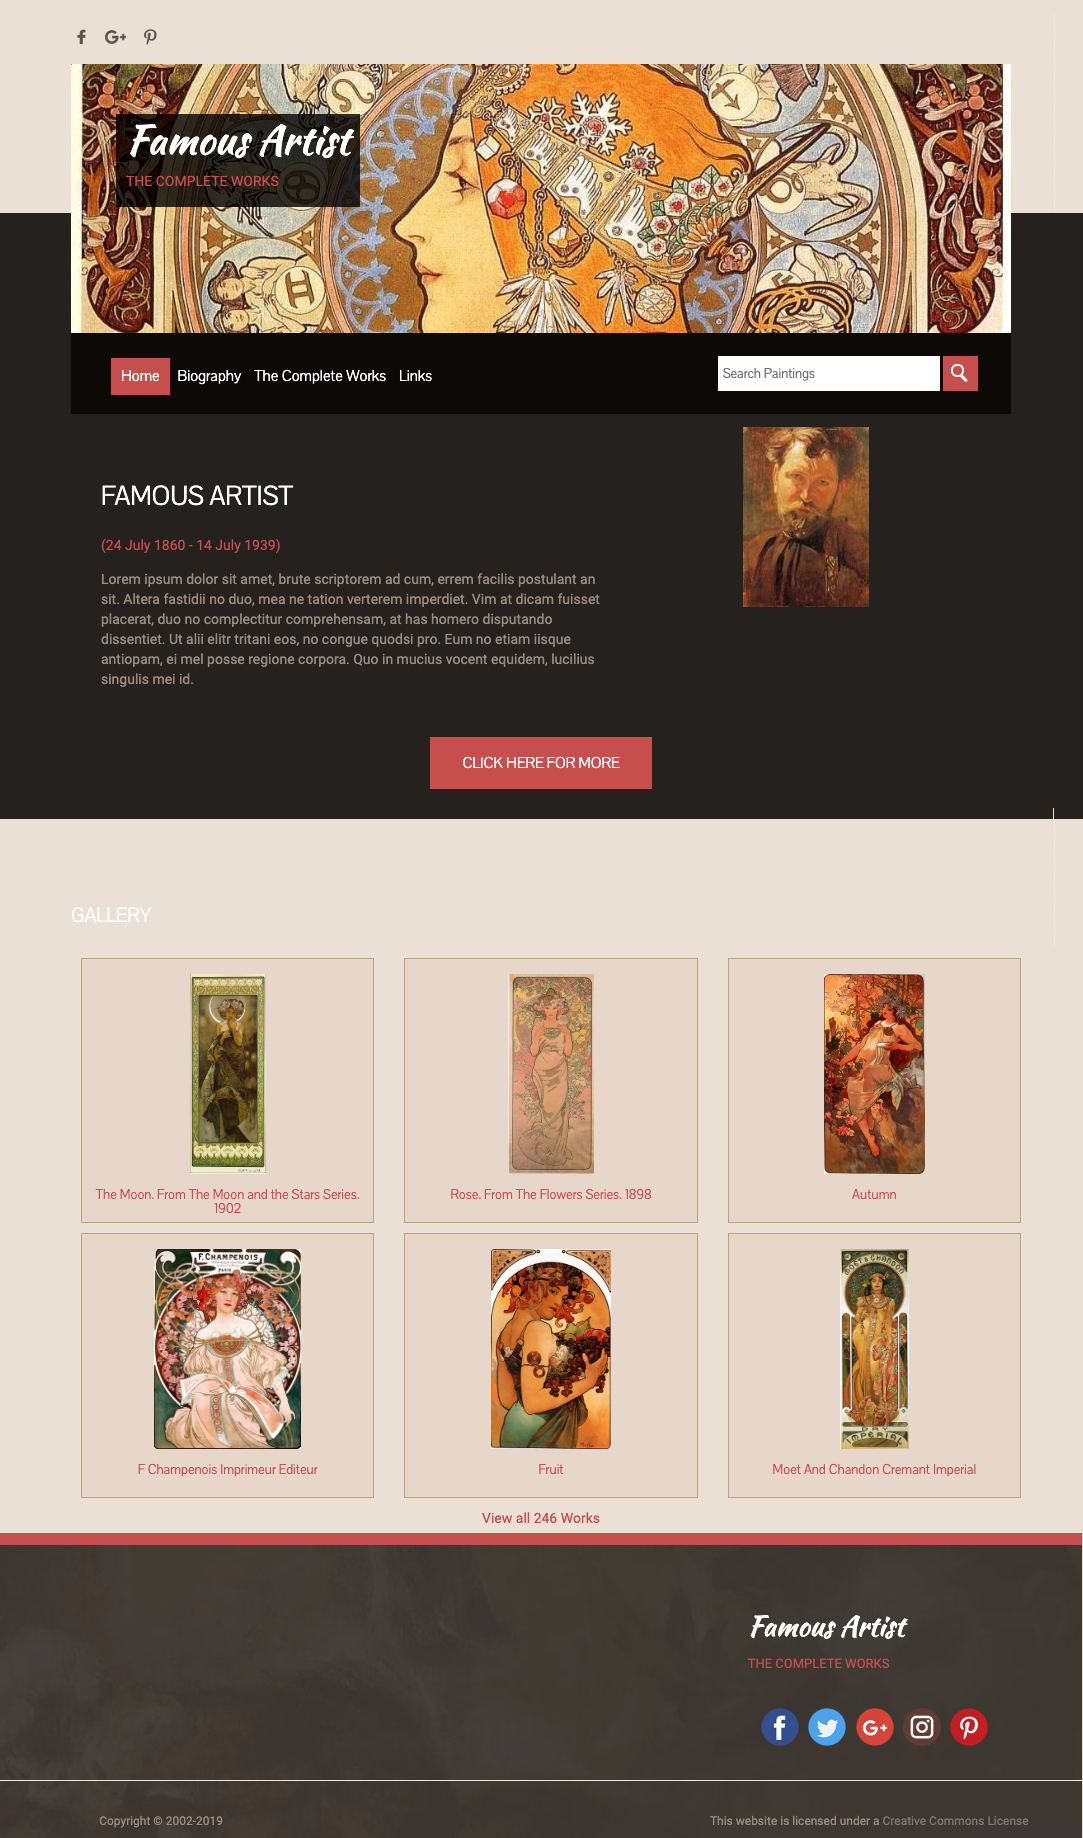 Famous Artist
THE COMPLETE WORKS
Home Biography The Complete Works Links
Search Paintings
FAMOUS ARTIST
(24 July 1860 - 14 July 1939)
Lorem ipsum dolor sit amet, brute scriptorem ad cum, errem facilis postulant an
sit. Altera fastidii no duo, mea ne tation verterem imperdiet. Vim at dicam fuisset
placerat, duo no complectitur comprehensam, at has homero disputando
dissentiet. Ut alii elitr tritani eos, no congue quodsi pro. Eum no etiam iisque
antiopam, ei mel posse regione corpora. Quo in mucius vocent equidem, lucilius
singulis mei id.
CLICK HERE FOR MORE
GALLERY
The Moon. From The Moon and the Stars Series.
1902
Rose. From The Flowers Series. 1898
Autumn
F. CHAMPENOIS
MOET & CHANDON
IMPERIAL
F Champenois Imprimeur Editeur
Fruit
Moet And Chandon Cremant Imperial
View all 246 Works
Famous Artist
THE COMPLETE WORKS
Copyright © 2002-2019
This website is licensed under a Creative Commons License